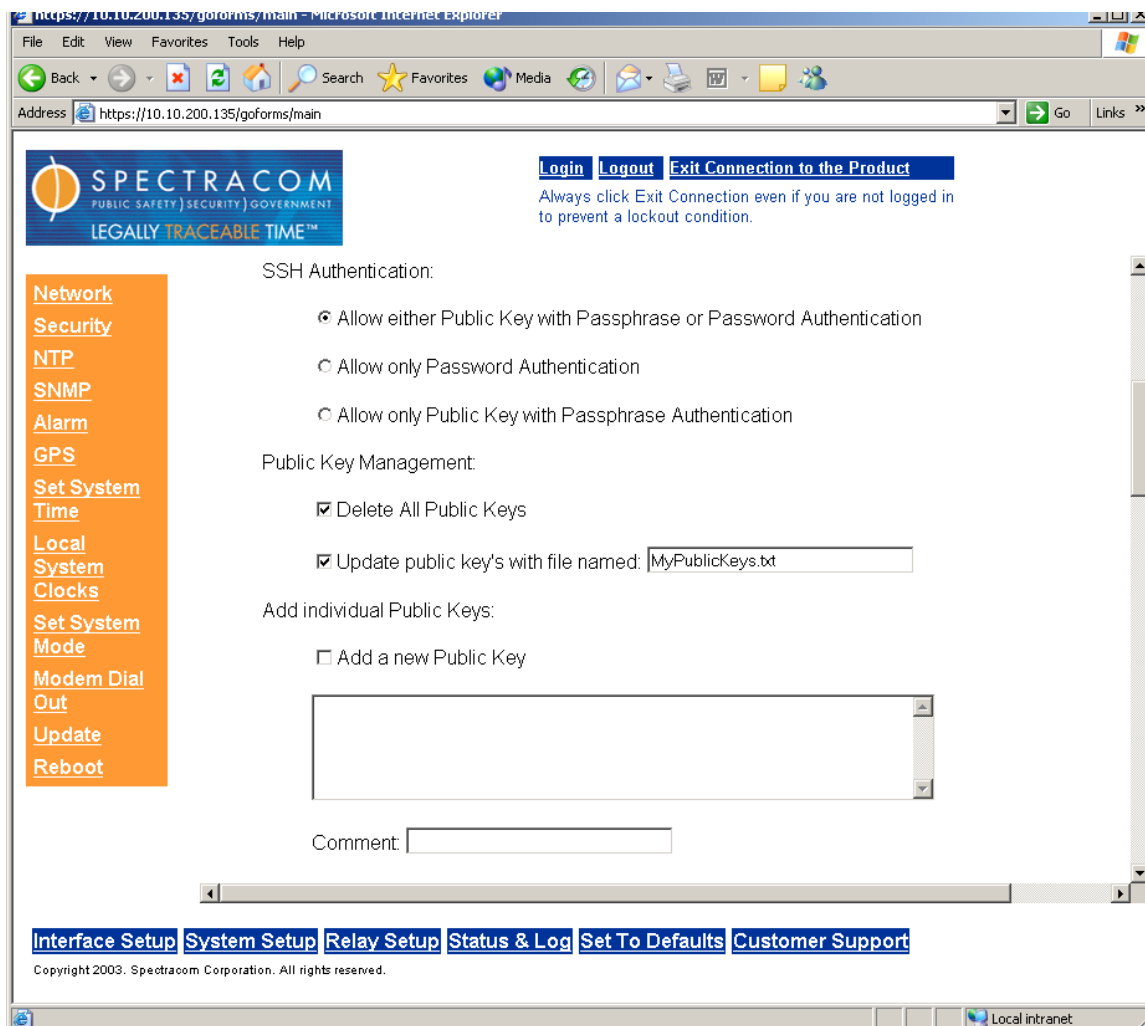 https://10.10.200.135/goforms/main - Microsoft Internet Explorer
File Edit View Favorites Tools Help
Back Search Favorites Media
Address https://10.10.200.135/goforms/main Go Links »
SPECTRACOM
PUBLIC SAFETY ) SECURITY ) GOVERNMENT
LEGALLY TRACEABLE TIME™
Login Logout Exit Connection to the Product
Always click Exit Connection even if you are not logged in
to prevent a lockout condition.
Network
Security
NTP
SNMP
Alarm
GPS
Set System
Time
Local
System
Clocks
Set System
Mode
Modem Dial
Out
Update
Reboot
SSH Authentication:
Allow either Public Key with Passphrase or Password Authentication
Allow only Password Authentication
Allow only Public Key with Passphrase Authentication
Public Key Management:
Delete All Public Keys
Update public key's with file named: MyPublicKeys.txt
Add individual Public Keys:
Add a new Public Key
Comment:
Interface Setup System Setup Relay Setup Status & Log Set To Defaults Customer Support
Copyright 2003. Spectracom Corporation. All rights reserved.
Local intranet